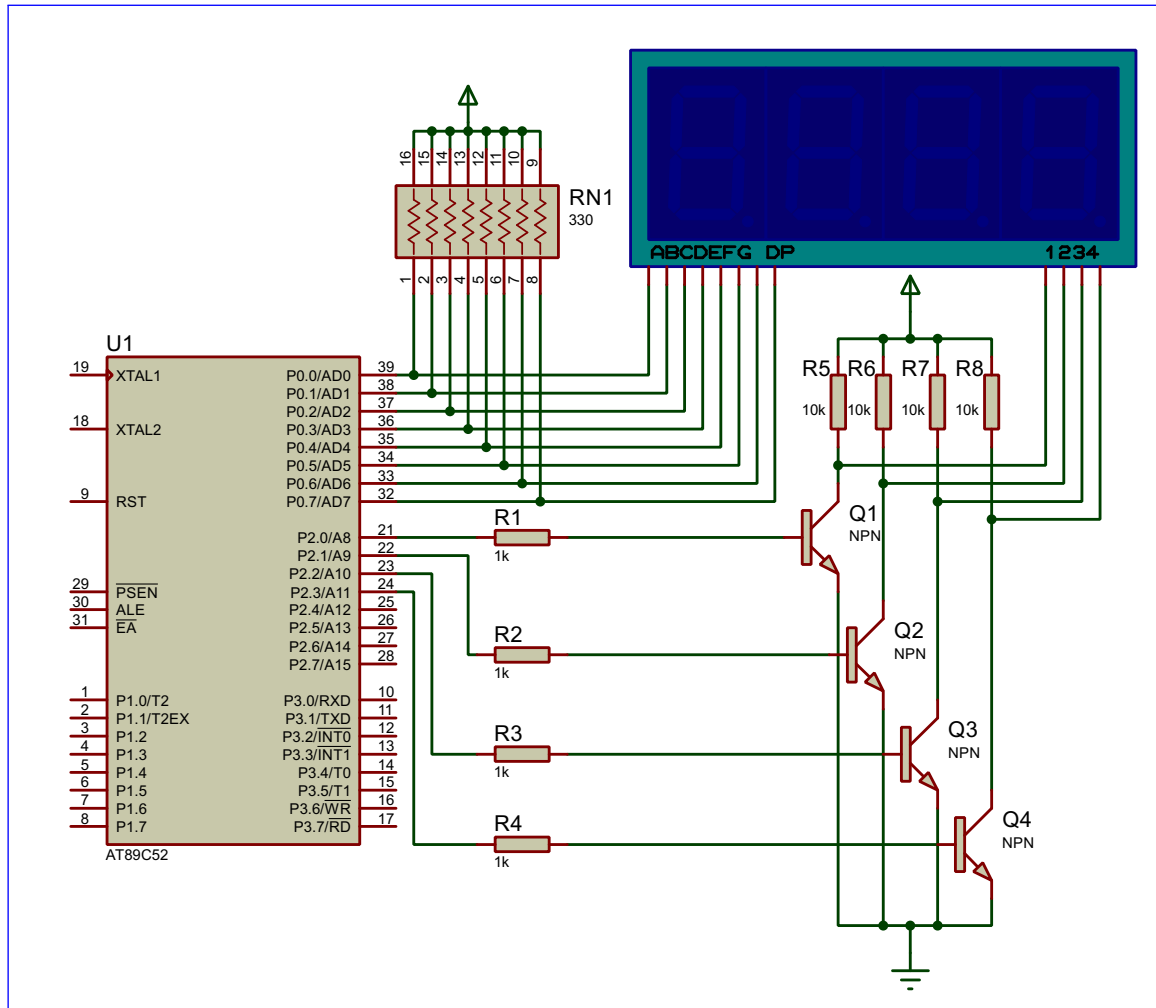 16 15 14 13 12 11 10 9
RN1
330
1 2 3 4 5 6 7 8
ABCDEFG DP
1234
U1
19 XTAL1
18 XTAL2
9 RST
29 PSEN
30 ALE
31 EA
1 P1.0/T2
2 P1.1/T2EX
3 P1.2
4 P1.3
5 P1.4
6 P1.5
7 P1.6
8 P1.7
P0.0/AD0 39
P0.1/AD1 38
P0.2/AD2 37
P0.3/AD3 36
P0.4/AD4 35
P0.5/AD5 34
P0.6/AD6 33
P0.7/AD7 32
P2.0/A8 21
P2.1/A9 22
P2.2/A10 23
P2.3/A11 24
P2.4/A12 25
P2.5/A13 26
P2.6/A14 27
P2.7/A15 28
P3.0/RXD 10
P3.1/TXD 11
P3.2/INT0 12
P3.3/INT1 13
P3.4/T0 14
P3.5/T1 15
P3.6/WR 16
P3.7/RD 17
AT89C52
R5 R6 R7 R8
10k 10k 10k 10k
R1
1k
R2
1k
R3
1k
R4
1k
Q1
NPN
Q2
NPN
Q3
NPN
Q4
NPN